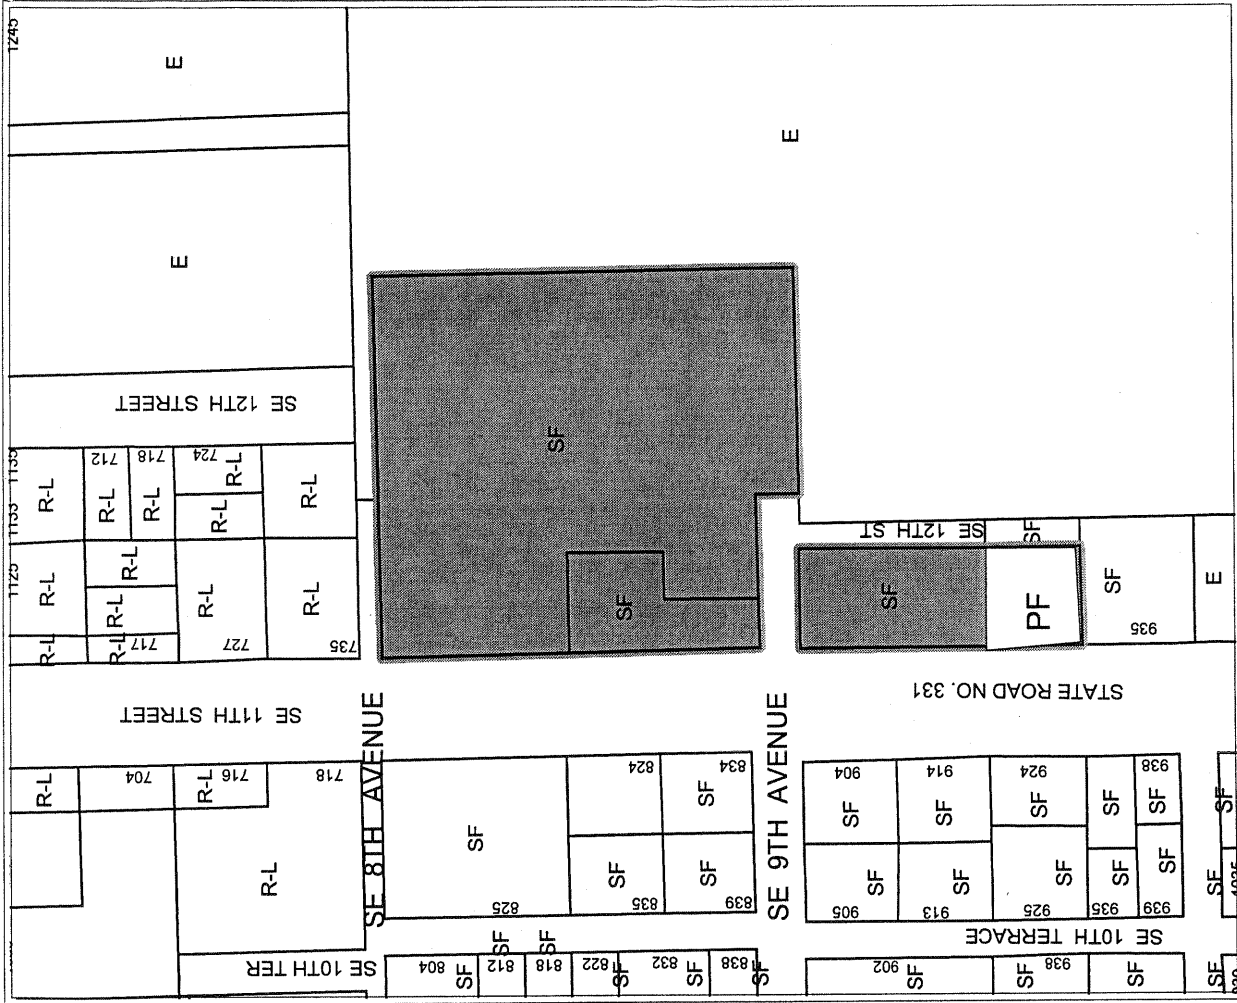 1245
E
E
E
SE 12TH STREET
1135
1133
R-L
712
R-L
718
R-L
724
R-L
R-L
R-L
SF
1125
R-L
R-L
R-L
R-L
R-L
R-L
R-L
717
727
735
SF
SE 12TH ST
SF
SF
PF
SF
935
E
SE 11TH STREET
STATE ROAD NO. 331
SE 8TH AVENUE
SE 9TH AVENUE
R-L
704
R-L
716
718
R-L
824
834
SF
SF
SF
SF
825
835
839
904
914
924
938
SF
SF
SF
SF
SF
SF
SF
SF
SF
SF
905
913
925
935
939
SF
SF
SE 10TH TER
SF
SF
SE 10TH TERRACE
804
SF
812
818
822
SF
832
SF
838
SF
902
SF
SF
938
SF
SF